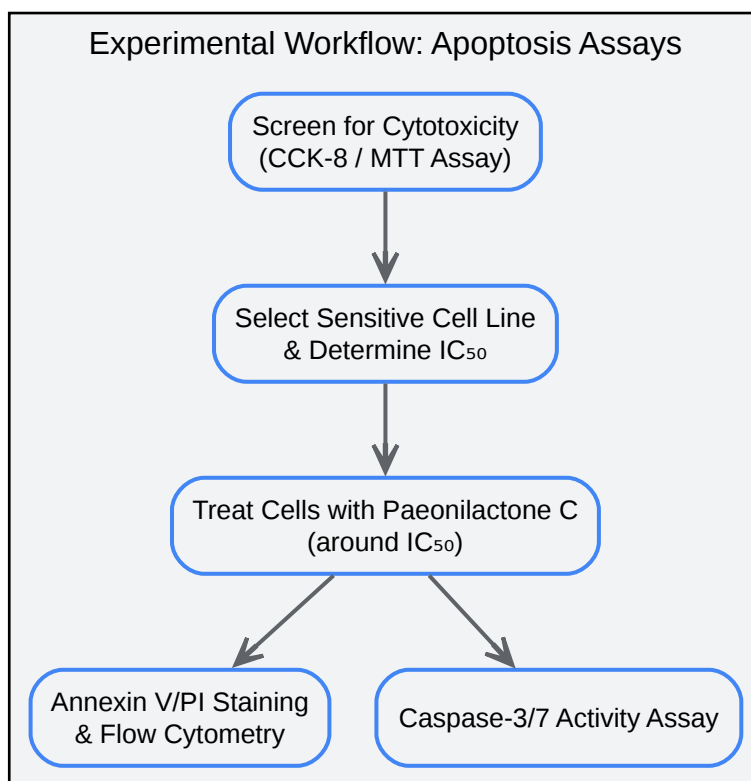 Experimental Workflow: Apoptosis Assays
Screen for Cytotoxicity
(CCK-8 / MTT Assay)
Select Sensitive Cell Line
& Determine IC₅₀
Treat Cells with Paeonilactone C
(around IC₅₀)
Annexin V/PI Staining
& Flow Cytometry
Caspase-3/7 Activity Assay